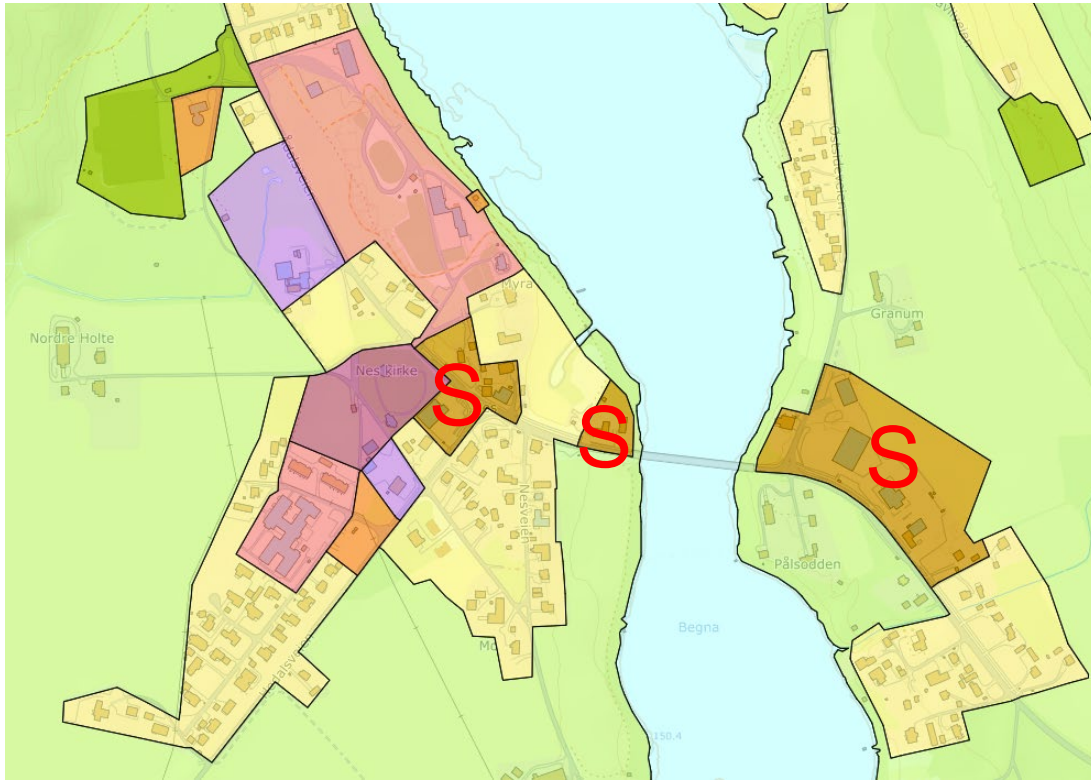 Myra
Granum
Nordre Holte
Nes kirke
S
S
S
Nesveien
Pålsodden
Begna
150.4